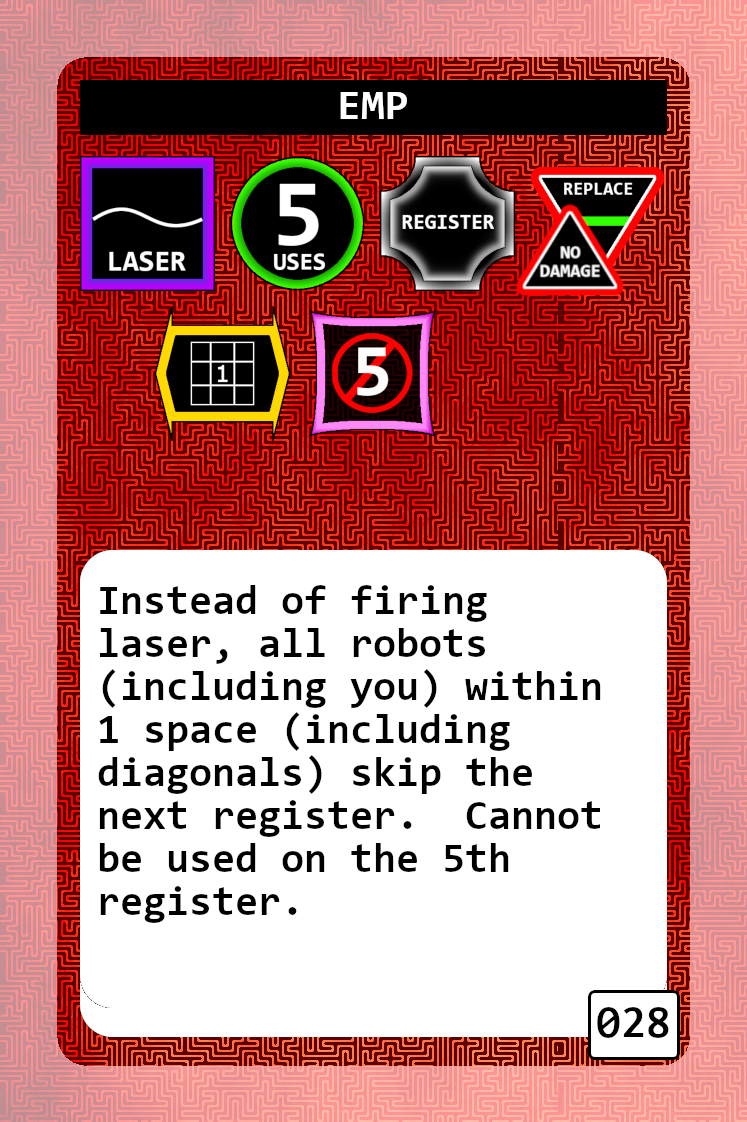 EMP
LASER
5
USES
REGISTER
REPLACE
NO
DAMAGE
1
5
Instead of firing
laser, all robots
(including you) within
1 space (including
diagonals) skip the
next register.  Cannot
be used on the 5th
register.
028